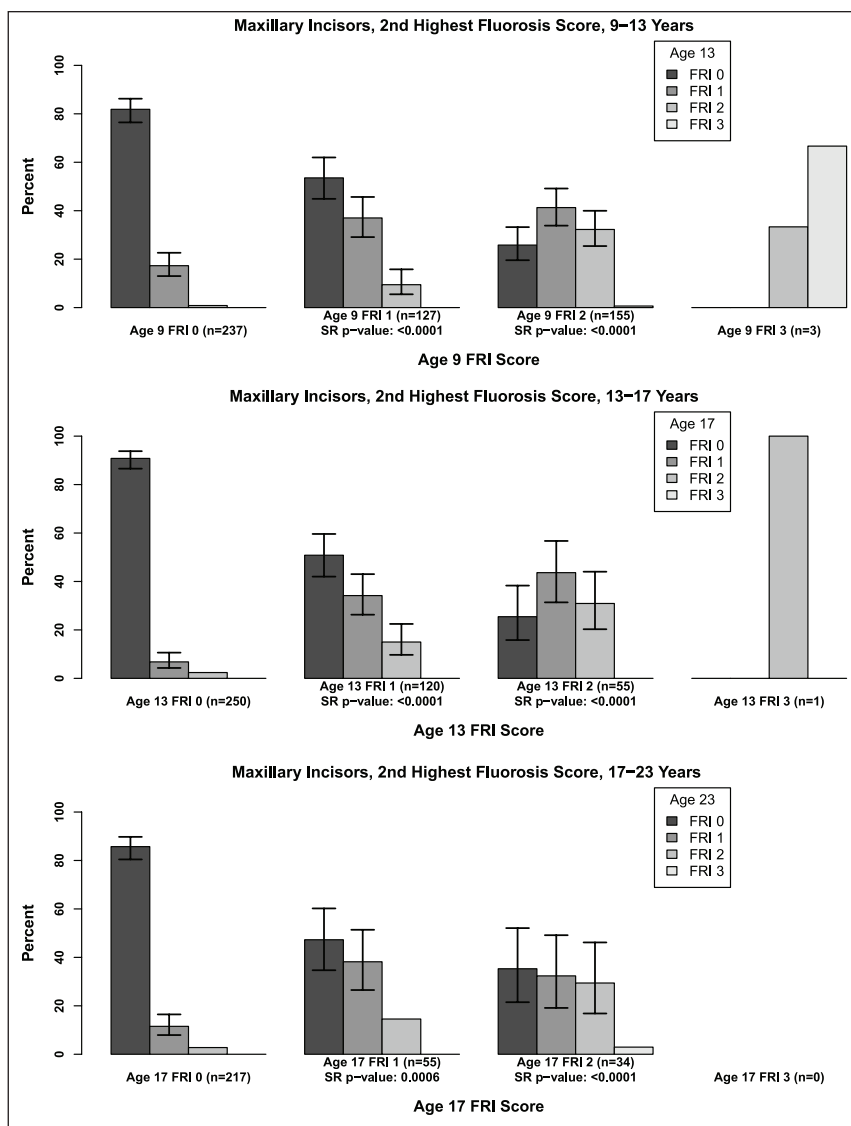 Maxillary Incisors, 2nd Highest Fluorosis Score, 9–13 Years
Age 13
FRI 0
FRI 1
FRI 2
FRI 3
Percent
100
80
60
40
20
0
Age 9 FRI 0 (n=237)
Age 9 FRI 1 (n=127)
SR p-value: <0.0001
Age 9 FRI 2 (n=155)
SR p-value: <0.0001
Age 9 FRI 3 (n=3)
Age 9 FRI Score
Maxillary Incisors, 2nd Highest Fluorosis Score, 13–17 Years
Age 17
FRI 0
FRI 1
FRI 2
FRI 3
Percent
100
80
60
40
20
0
Age 13 FRI 0 (n=250)
Age 13 FRI 1 (n=120)
SR p-value: <0.0001
Age 13 FRI 2 (n=55)
SR p-value: <0.0001
Age 13 FRI 3 (n=1)
Age 13 FRI Score
Maxillary Incisors, 2nd Highest Fluorosis Score, 17–23 Years
Age 23
FRI 0
FRI 1
FRI 2
FRI 3
Percent
100
80
60
40
20
0
Age 17 FRI 0 (n=217)
Age 17 FRI 1 (n=55)
SR p-value: 0.0006
Age 17 FRI 2 (n=34)
SR p-value: <0.0001
Age 17 FRI 3 (n=0)
Age 17 FRI Score